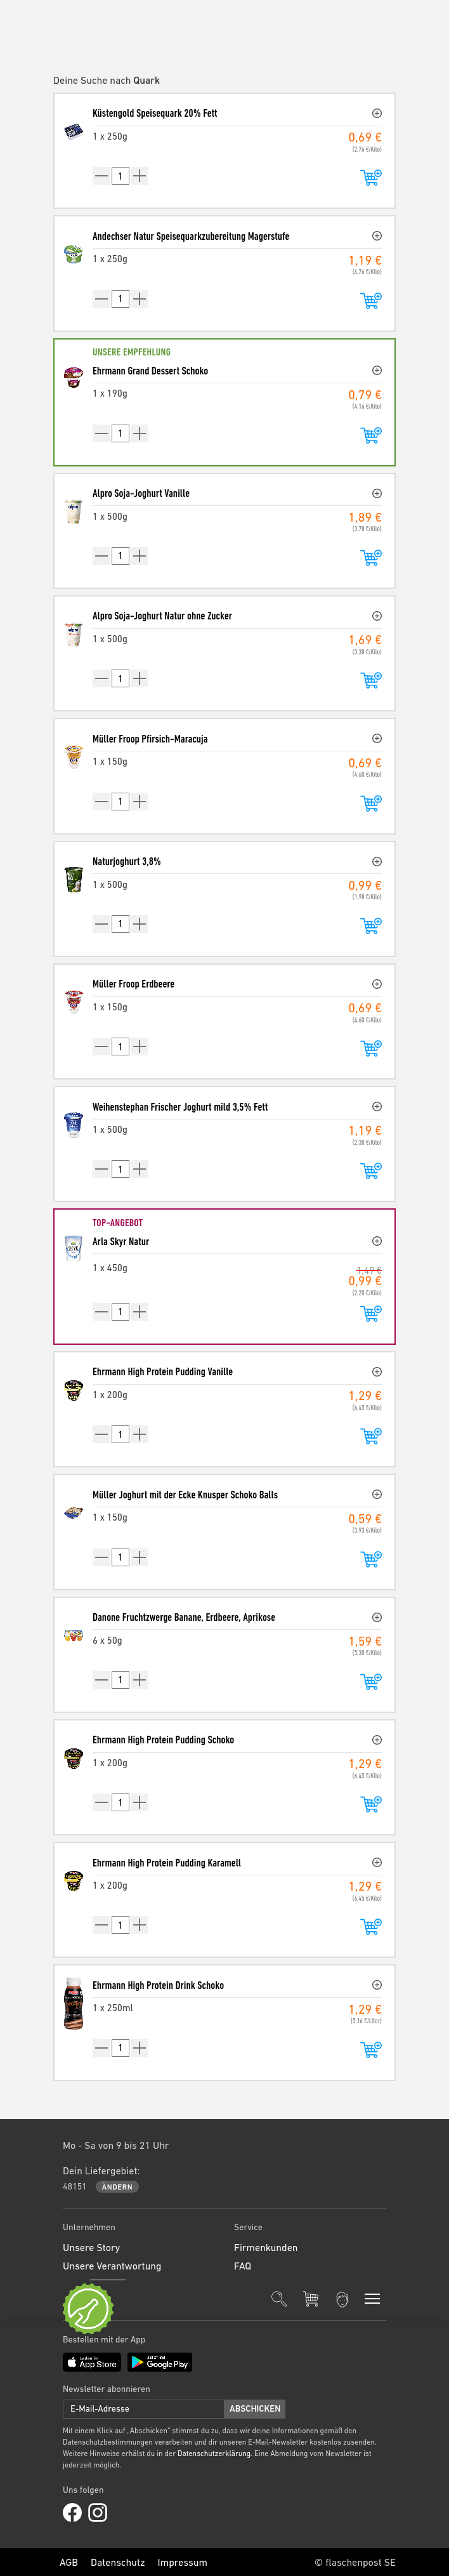 Deine Suche nach Quark
Küstengold Speisequark 20% Fett
1 x 250g
0,69 €
(2,76 €/Kilo)
1
Andechser Natur Speisequarkzubereitung Magerstufe
1 x 250g
1,19 €
(4,76 €/Kilo)
1
UNSERE EMPFEHLUNG
Ehrmann Grand Dessert Schoko
1 x 190g
0,79 €
(4,16 €/Kilo)
1
Alpro Soja-Joghurt Vanille
1 x 500g
1,89 €
(3,78 €/Kilo)
1
Alpro Soja-Joghurt Natur ohne Zucker
1 x 500g
1,69 €
(3,38 €/Kilo)
1
Müller Froop Pfirsich-Maracuja
1 x 150g
0,69 €
(4,60 €/Kilo)
1
Naturjoghurt 3,8%
1 x 500g
0,99 €
(1,98 €/Kilo)
1
Müller Froop Erdbeere
1 x 150g
0,69 €
(4,60 €/Kilo)
1
Weihenstephan Frischer Joghurt mild 3,5% Fett
1 x 500g
1,19 €
(2,38 €/Kilo)
1
TOP-ANGEBOT
Arla Skyr Natur
1 x 450g
1,49 €
0,99 €
(2,20 €/Kilo)
1
Ehrmann High Protein Pudding Vanille
1 x 200g
1,29 €
(6,45 €/Kilo)
1
Müller Joghurt mit der Ecke Knusper Schoko Balls
1 x 150g
0,59 €
(3,93 €/Kilo)
1
Danone Fruchtzwerge Banane, Erdbeere, Aprikose
6 x 50g
1,59 €
(5,30 €/Kilo)
1
Ehrmann High Protein Pudding Schoko
1 x 200g
1,29 €
(6,45 €/Kilo)
1
Ehrmann High Protein Pudding Karamell
1 x 200g
1,29 €
(6,45 €/Kilo)
1
Ehrmann High Protein Drink Schoko
1 x 250ml
1,29 €
(5,16 €/Liter)
1
Mo - Sa von 9 bis 21 Uhr
Dein Liefergebiet:
48151 ÄNDERN
Unternehmen Service
Unsere Story Firmenkunden
Unsere Verantwortung FAQ
Bestellen mit der App
Laden im App Store JETZT BEI Google Play
Newsletter abonnieren
E-Mail-Adresse ABSCHICKEN
Mit einem Klick auf „Abschicken" stimmst du zu, dass wir deine Informationen gemäß den
Datenschutzbestimmungen verarbeiten und dir unseren E-Mail-Newsletter kostenlos zusenden.
Weitere Hinweise erhälst du in der Datenschutzerklärung. Eine Abmeldung vom Newsletter ist
jederzeit möglich.
Uns folgen
AGB Datenschutz Impressum © flaschenpost SE